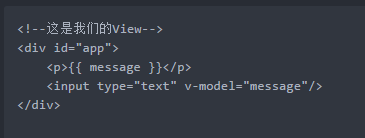 <!--这是我们的View-->
<div id="app">
    <p>{{ message }}</p>
    <input type="text" v-model="message"/>
</div>